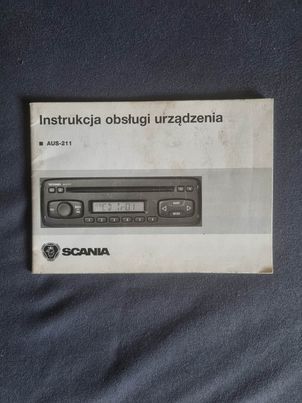 Instrukcja obsługi urządzenia
■ AUS-211
SCANIA